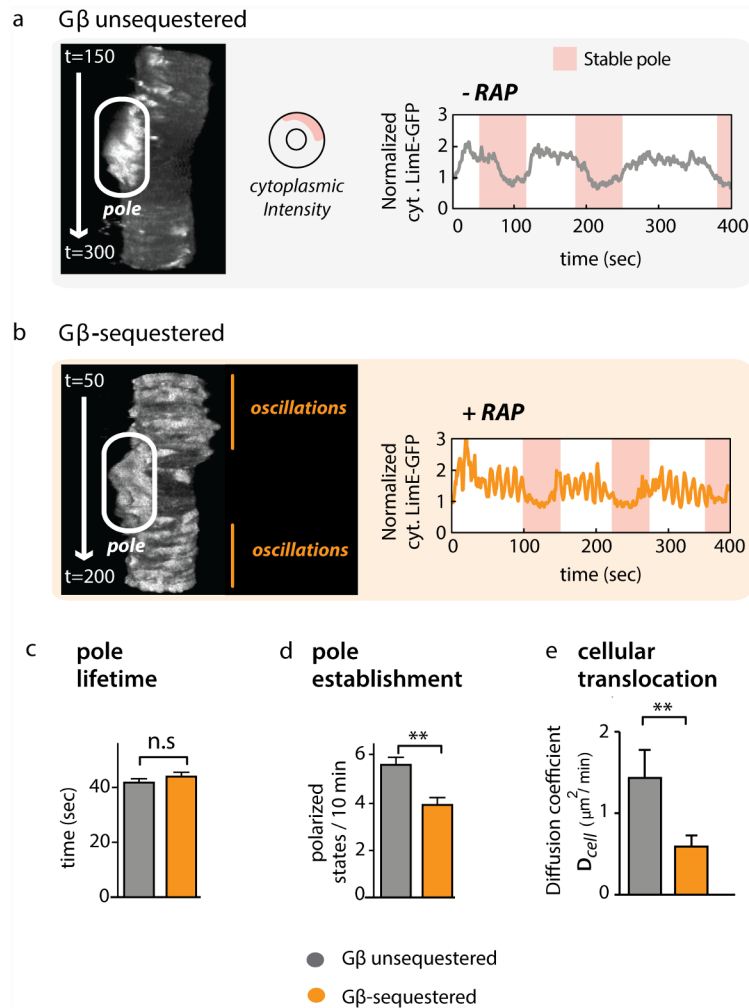 a Gβ unsequestered
t=150
pole
t=300
cytoplasmic
Intensity
Stable pole
- RAP
Normalized
cyt . LimE-GFP
3
2
1
0
0 100 200 300 400
time (sec)
b Gβ-sequestered
t=50
oscillations
pole
oscillations
t=200
+ RAP
Normalized
cyt. LimE-GFP
3
2
1
0
0 100 200 300 400
time (sec)
c pole
lifetime
n.s
time (sec)
40
20
0
d pole
establishment
**
polarized
states / 10 min
6
4
2
0
e cellular
translocation
**
Diffusion coefficient
Dcell (μm²/ min)
2
1
0
Gβ unsequestered
Gβ-sequestered